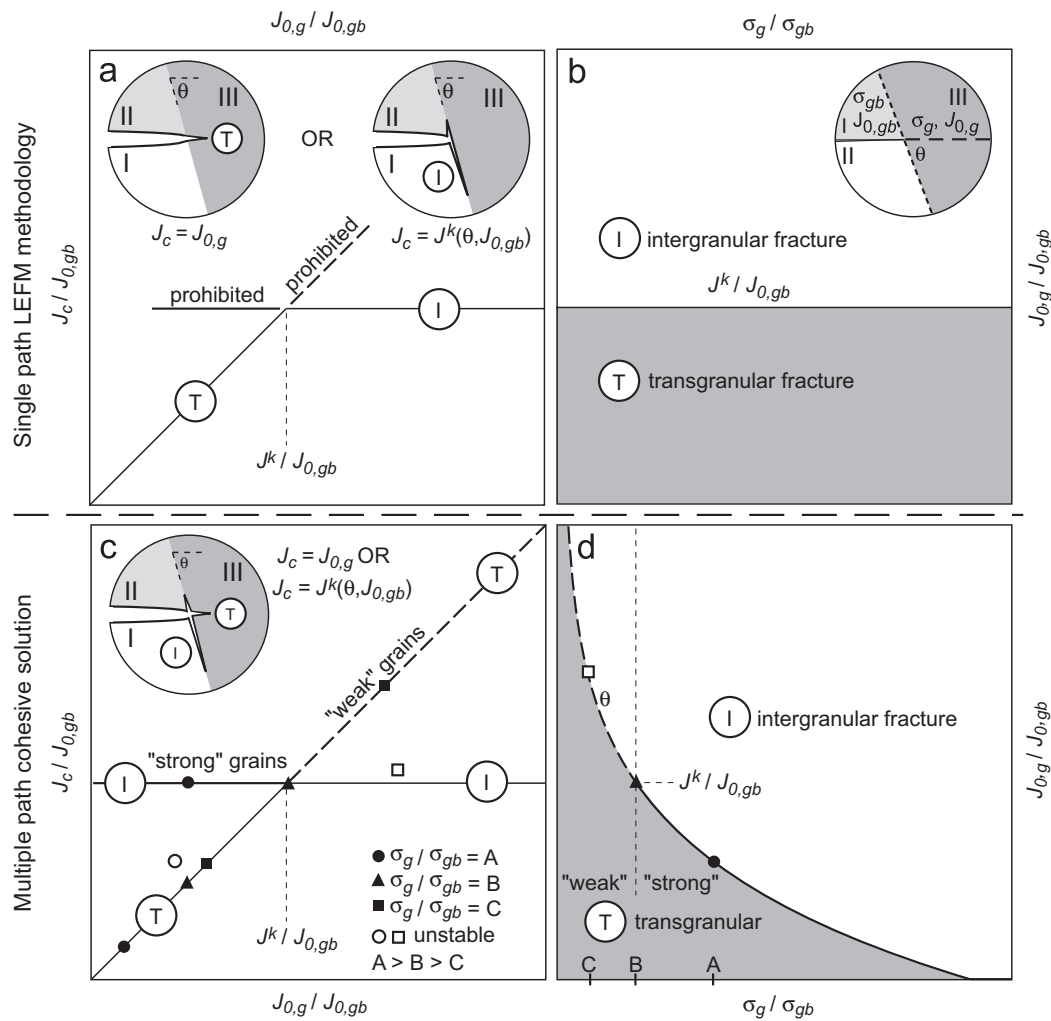 J0,g / J0,gb
σg / σgb
Single path LEFM methodology
Jc / J0,gb
a
θ
III
II
T
I
OR
θ
III
II
I
I
Jc = J0,g
Jc = Jk(θ,J0,gb)
prohibited
prohibited
I
T
Jk / J0,gb
b
σgb
III
I
J0,gb
σg, J0,g
II
θ
I intergranular fracture
Jk / J0,gb
T transgranular fracture
J0,g / J0,gb
Multiple path cohesive solution
Jc / J0,gb
c
θ
III
II
T
I
I
Jc = J0,g OR
Jc = Jk(θ,J0,gb)
T
"weak" grains
"strong" grains
I
I
σg / σgb = A
σg / σgb = B
T
σg / σgb = C
unstable
Jk / J0,gb
A > B > C
J0,g / J0,gb
d
θ
I intergranular fracture
Jk / J0,gb
"weak"
"strong"
T transgranular
C
B
A
σg / σgb
J0,g / J0,gb